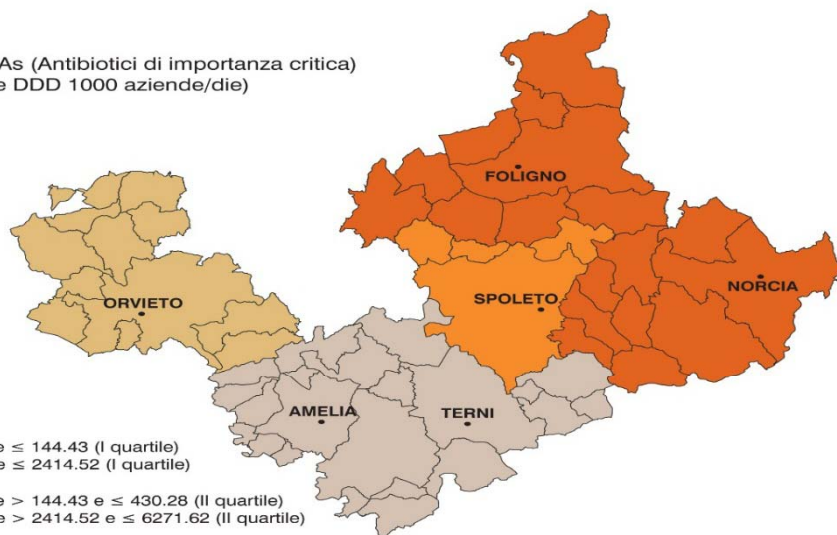 As (Antibiotici di importanza critica)
e DDD 1000 aziende/die)
FOLIGNO
NORCIA
ORVIETO
SPOLETO
AMELIA
TERNI
e ≤ 144.43 (I quartile)
e ≤ 2414.52 (I quartile)
e > 144.43 e ≤ 430.28 (II quartile)
e > 2414.52 e ≤ 6271.62 (II quartile)